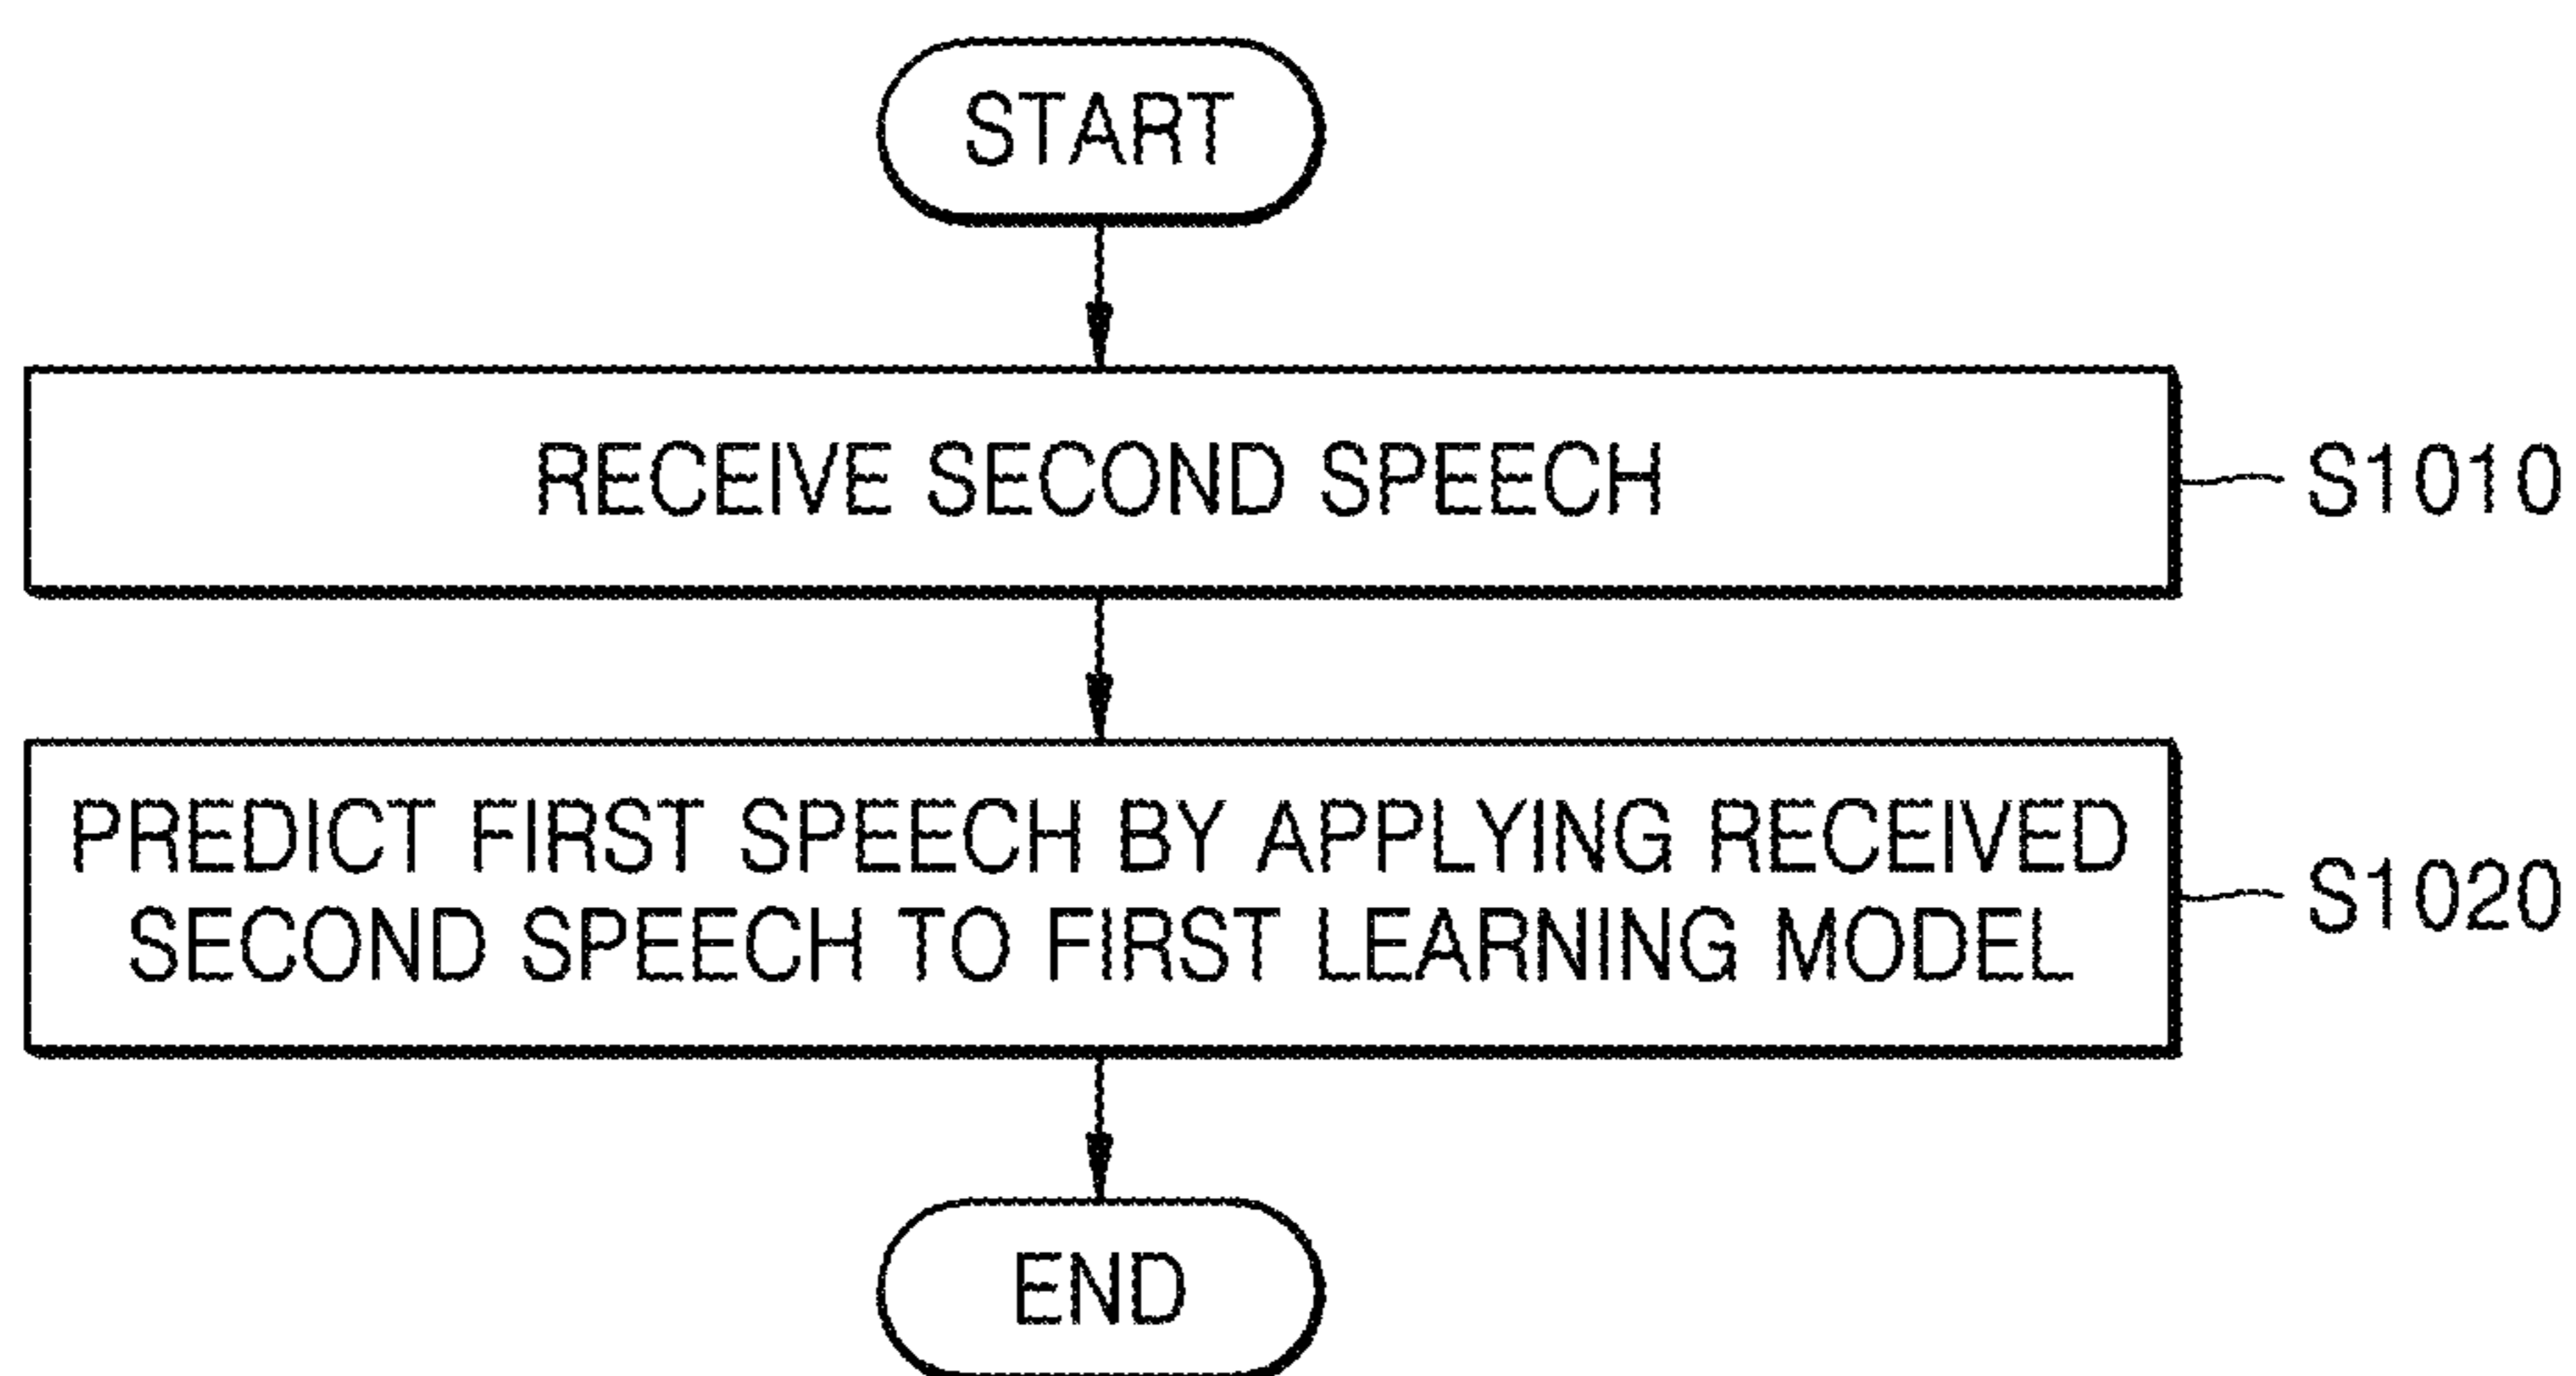 START
RECEIVE SECOND SPEECH
S1010
PREDICT FIRST SPEECH BY APPLYING RECEIVED
SECOND SPEECH TO FIRST LEARNING MODEL
S1020
END